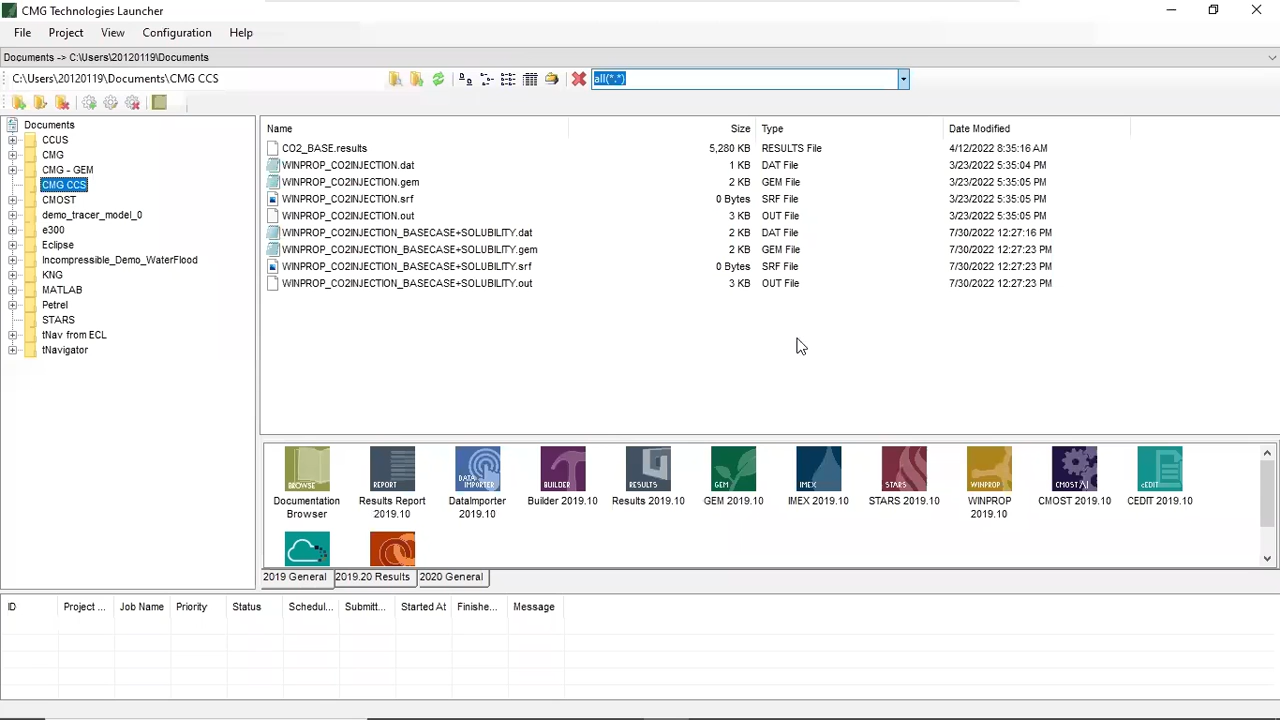 CMG Technologies Launcher
File Project View Configuration Help
Documents -> C:\Users\20120119\Documents
C:\Users\20120119\Documents\CMG CCS
all(*.*)
Documents
CCUS
CMG
CMG - GEM
CMG CCS
CMOST
demo_tracer_model_0
e300
Eclipse
Incompressible_Demo_WaterFlood
KNG
MATLAB
Petrel
STARS
tNav from ECL
tNavigator
Name Size Type Date Modified
CO2_BASE.results 5,280 KB RESULTS File 4/12/2022 8:35:16 AM
WINPROP_CO2INJECTION.dat 1 KB DAT File 3/23/2022 5:35:04 PM
WINPROP_CO2INJECTION.gem 2 KB GEM File 3/23/2022 5:35:05 PM
WINPROP_CO2INJECTION.srf 0 Bytes SRF File 3/23/2022 5:35:05 PM
WINPROP_CO2INJECTION.out 3 KB OUT File 3/23/2022 5:35:05 PM
WINPROP_CO2INJECTION_BASECASE+SOLUBILITY.dat 2 KB DAT File 7/30/2022 12:27:16 PM
WINPROP_CO2INJECTION_BASECASE+SOLUBILITY.gem 2 KB GEM File 7/30/2022 12:27:23 PM
WINPROP_CO2INJECTION_BASECASE+SOLUBILITY.srf 0 Bytes SRF File 7/30/2022 12:27:23 PM
WINPROP_CO2INJECTION_BASECASE+SOLUBILITY.out 3 KB OUT File 7/30/2022 12:27:23 PM
BROWSE REPORT DATA IMPORTER BUILDER RESULTS GEM IMEX STARS WINPROP CMOST AI cEDIT
Documentation Browser
Results Report 2019.10
DataImporter 2019.10
Builder 2019.10
Results 2019.10
GEM 2019.10
IMEX 2019.10
STARS 2019.10
WINPROP 2019.10
CMOST 2019.10
CEDIT 2019.10
2019 General 2019.20 Results 2020 General
ID Project ... Job Name Priority Status Schedul... Submitt... Started At Finishe... Message